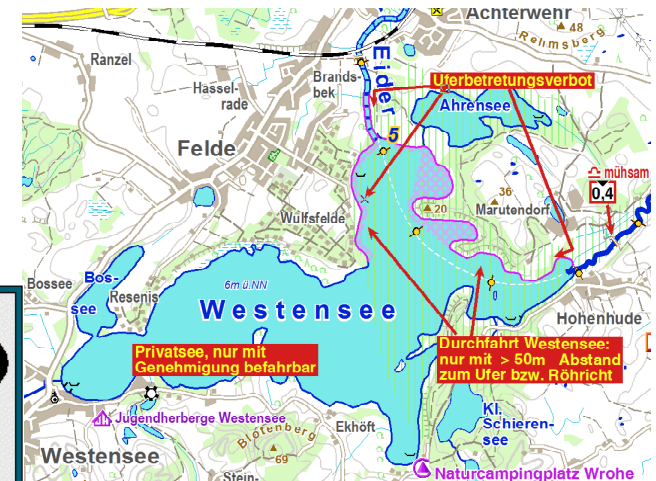 Achterwehr
48
Reimsberg
Ranzel
Eider
Hassel-
rade
Brands-
bek
Uferbetretungsverbot
Ahrensee
5
Felde
mühsam
0,4
36
20
Marutendorf
Wulfsfelde
Bossee
Bos-
see
Resenis
6m ü.NN
Westensee
Hohenhude
Privatsee, nur mit
Genehmigung befahrbar
Durchfahrt Westensee:
nur mit > 50m Abstand
zum Ufer bzw. Röhricht
Jugendherberge Westensee
Kl.
Schieren-
see
Ekhöft
Westensee
69
Stein-
Naturcampingplatz Wrohe